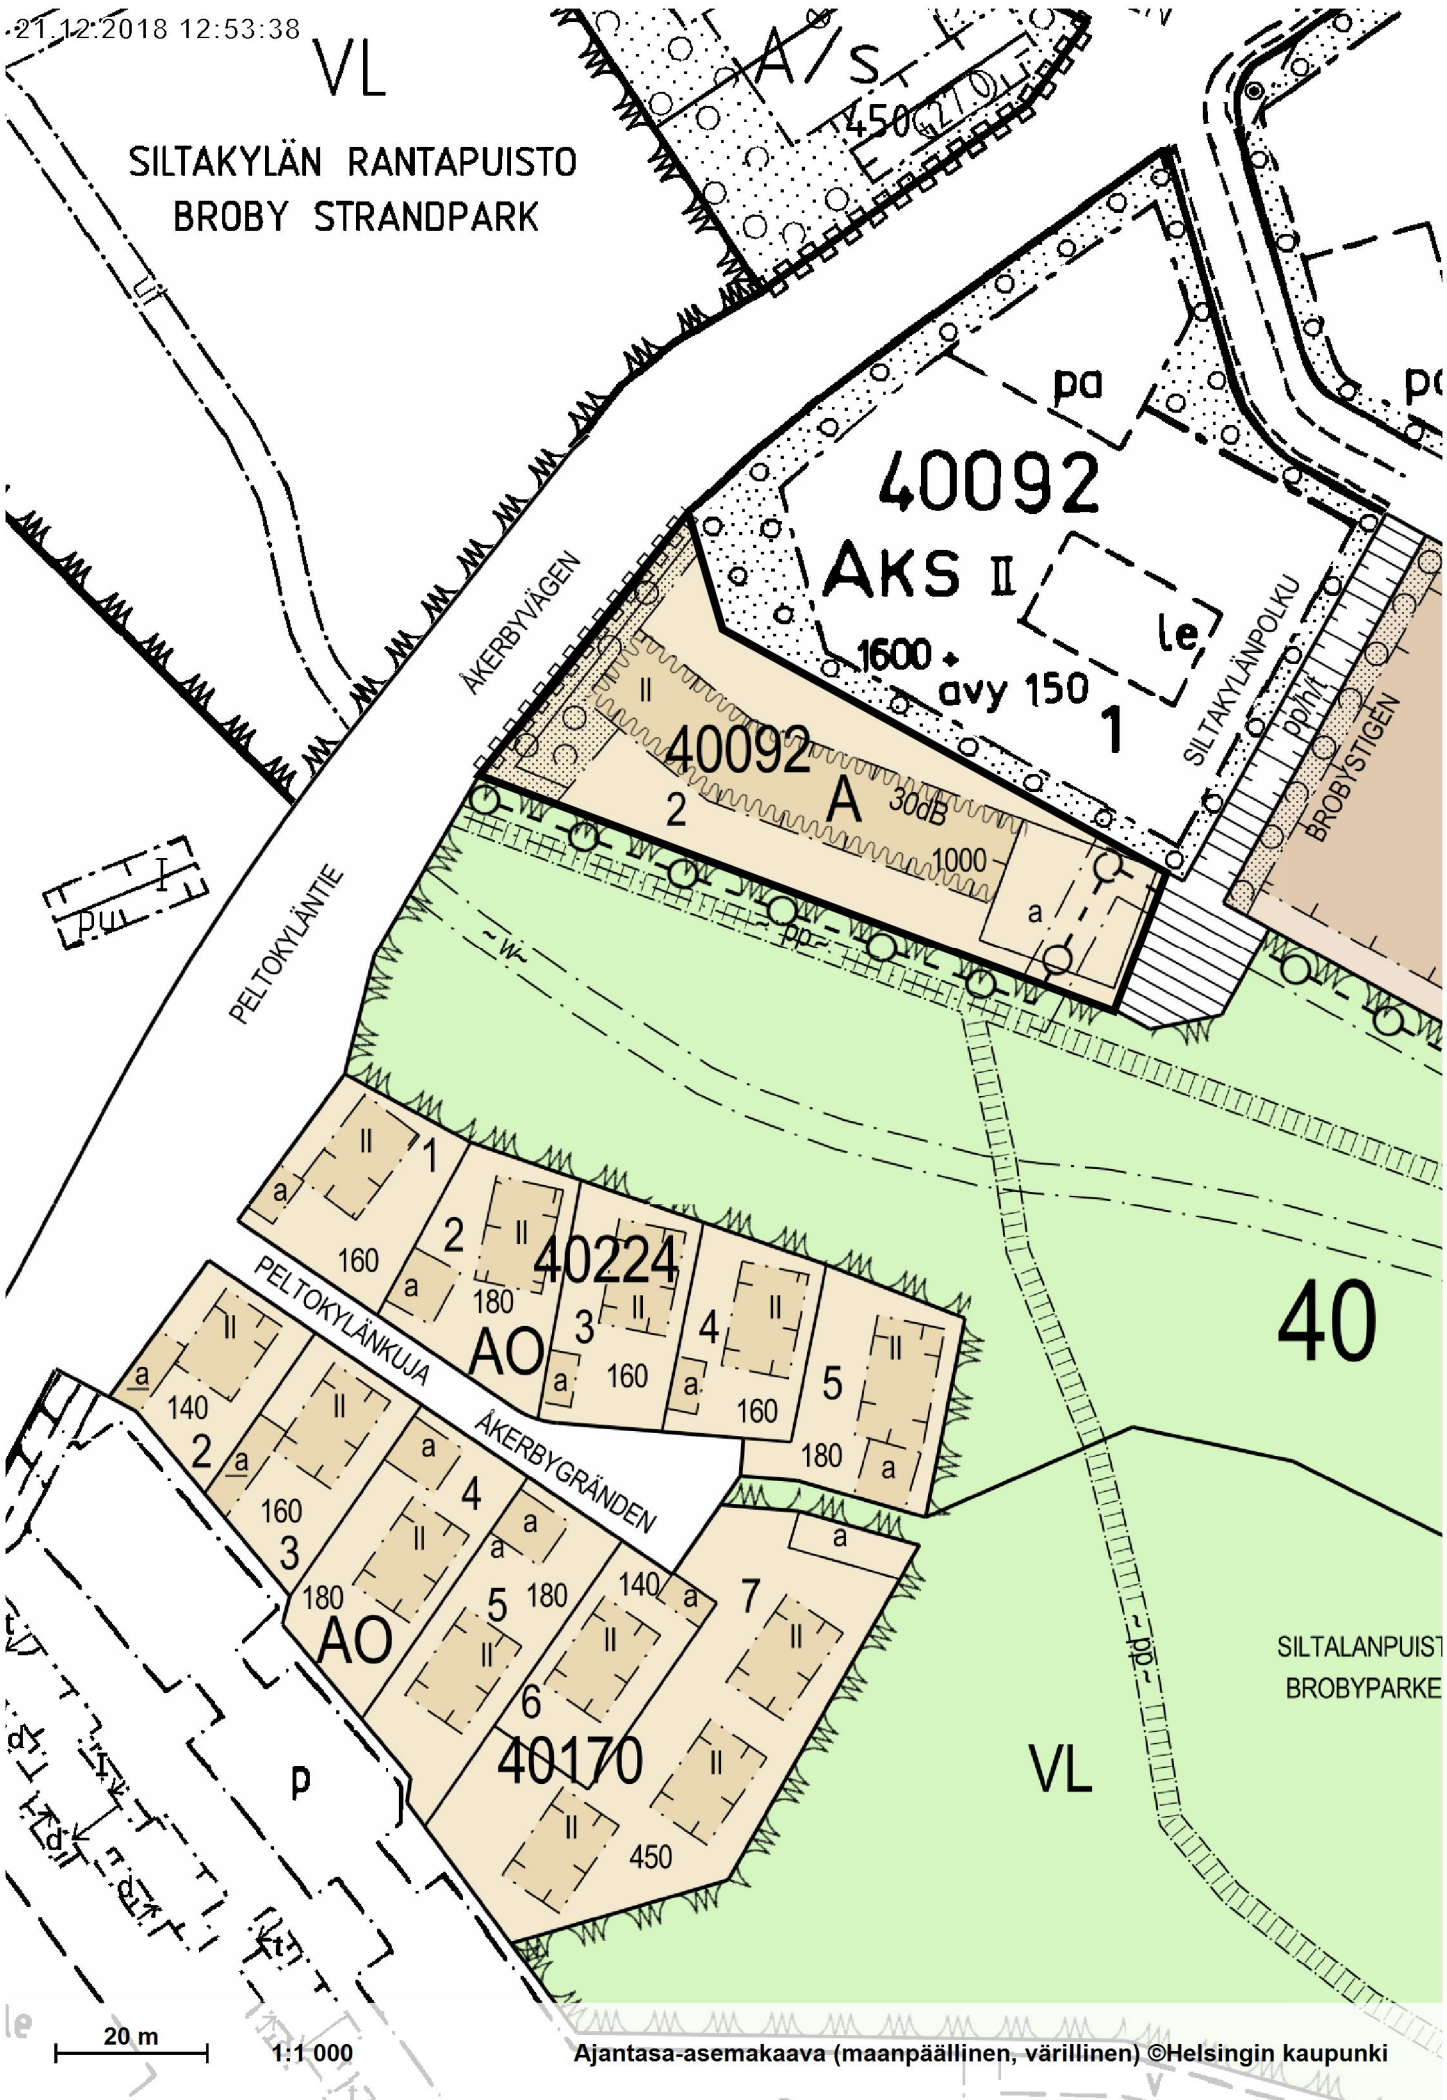 21.12.2018 12:53:38
VL
SILTAKYLÄN RANTAPUISTO
BROBY STRANDPARK
A/s
450
270
ui
pa
40092
AKS II
le
1600 +
avy 150
1
SILTAKYLÄNPOLKU
pp/h/t
BROBYSTIGEN
ÅKERBYVÄGEN
II
40092
2
A
30dB
1000
a
I
pu
PELTOKYLÄNTIE
~w~
~pp~
II
1
a
160
2
II
a
180
40224
AO
3
II
a
160
4
II
a
160
5
II
180
a
40
PELTOKYLÄNKUJA
ÅKERBYGRÄNDEN
II
a
140
2
II
a
160
3
a
4
II
180
AO
a
a
5
180
II
140
a
II
6
40170
a
7
II
II
II
450
~pp~
SILTALANPUIST
BROBYPARKE
VL
p
t
d
I
d
d
t
le
v
20 m
1:1 000
Ajantasa-asemakaava (maanpäällinen, värillinen) ©Helsingin kaupunki